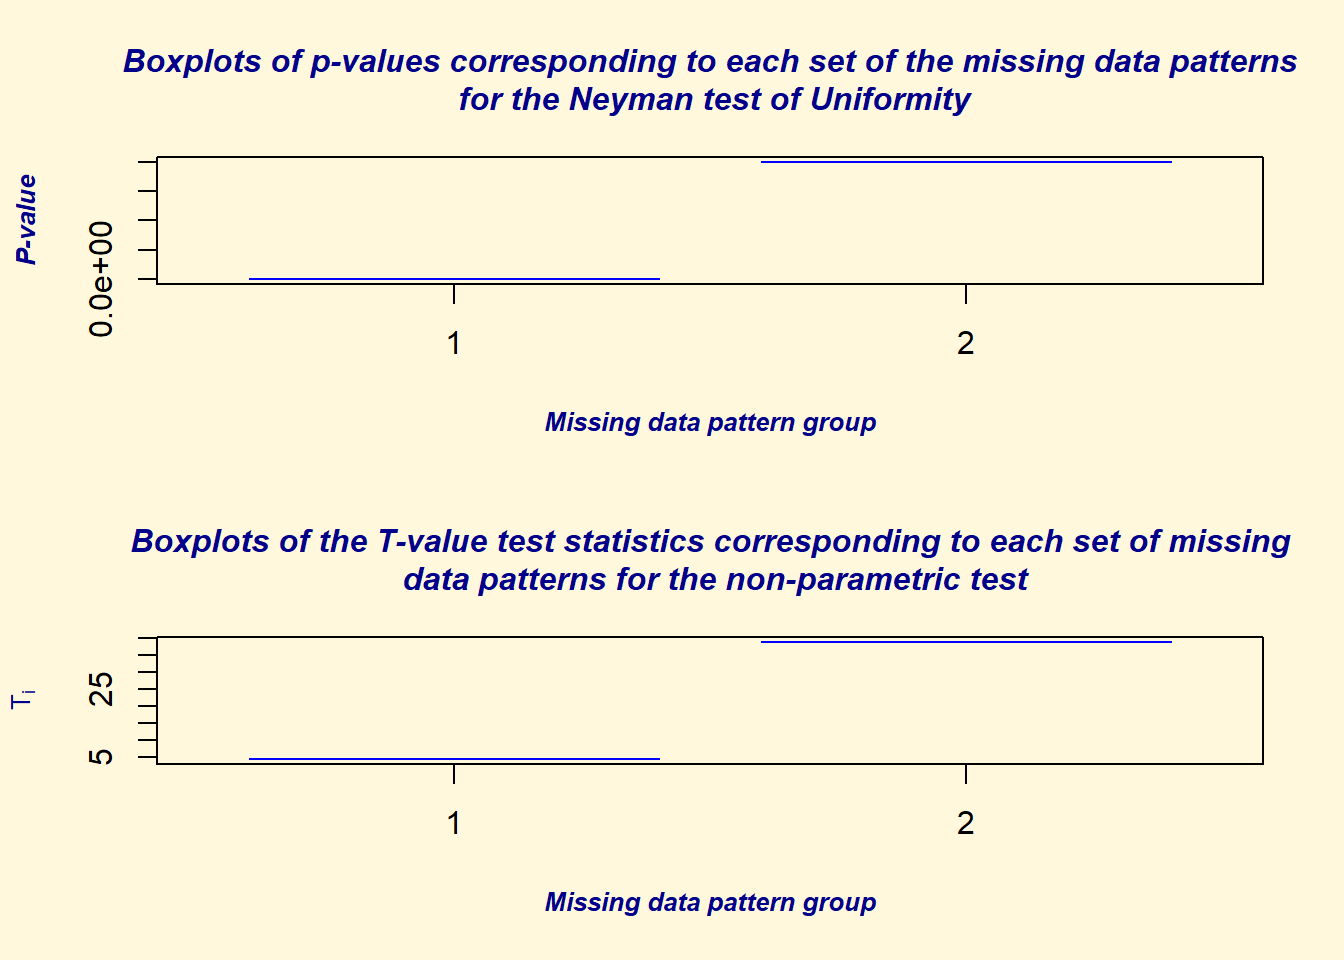 Boxplots of p-values corresponding to each set of the missing data patterns
for the Neyman test of Uniformity
P-value
0.0e+00
1 2
Missing data pattern group
Boxplots of the T-value test statistics corresponding to each set of missing
data patterns for the non-parametric test
Ti
25
5
1 2
Missing data pattern group